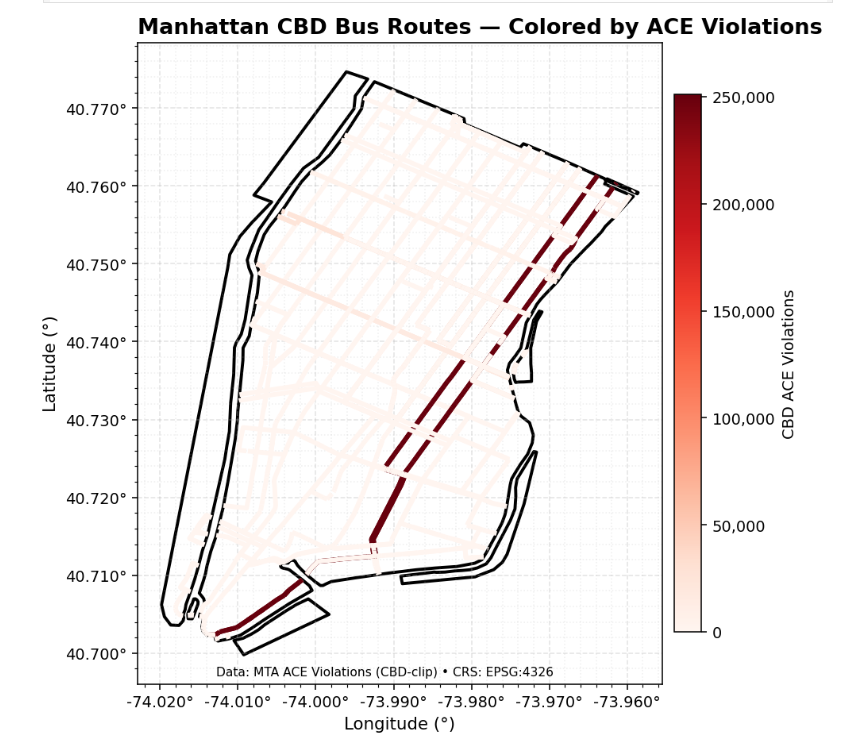 Manhattan CBD Bus Routes — Colored by ACE Violations
40.770°
40.760°
40.750°
40.740°
40.730°
40.720°
40.710°
40.700°
Latitude (°)
-74.020° -74.010° -74.000° -73.990° -73.980° -73.970° -73.960°
Longitude (°)
Data: MTA ACE Violations (CBD-clip) • CRS: EPSG:4326
250,000
200,000
150,000
100,000
50,000
0
CBD ACE Violations